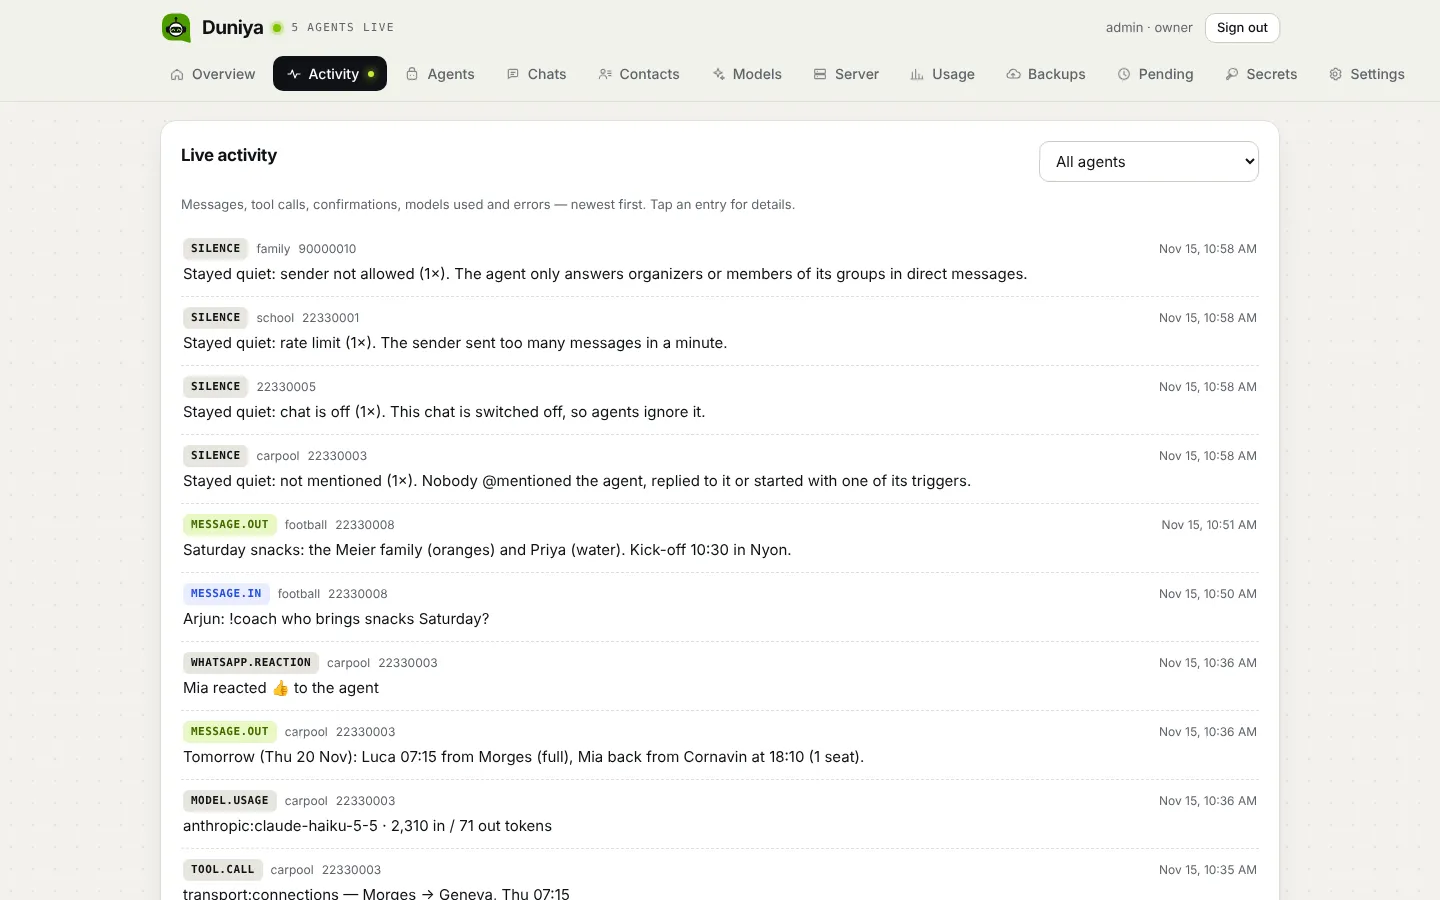 Duniya 5 AGENTS LIVE admin · owner Sign out
Overview Activity Agents Chats Contacts Models Server Usage Backups Pending Secrets Settings
Live activity All agents
Messages, tool calls, confirmations, models used and errors — newest first. Tap an entry for details.
SILENCE family 90000010 Nov 15, 10:58 AM
Stayed quiet: sender not allowed (1×). The agent only answers organizers or members of its groups in direct messages.
SILENCE school 22330001 Nov 15, 10:58 AM
Stayed quiet: rate limit (1×). The sender sent too many messages in a minute.
SILENCE 22330005 Nov 15, 10:58 AM
Stayed quiet: chat is off (1×). This chat is switched off, so agents ignore it.
SILENCE carpool 22330003 Nov 15, 10:58 AM
Stayed quiet: not mentioned (1×). Nobody @mentioned the agent, replied to it or started with one of its triggers.
MESSAGE.OUT football 22330008 Nov 15, 10:51 AM
Saturday snacks: the Meier family (oranges) and Priya (water). Kick-off 10:30 in Nyon.
MESSAGE.IN football 22330008 Nov 15, 10:50 AM
Arjun: !coach who brings snacks Saturday?
WHATSAPP.REACTION carpool 22330003 Nov 15, 10:36 AM
Mia reacted 👍 to the agent
MESSAGE.OUT carpool 22330003 Nov 15, 10:36 AM
Tomorrow (Thu 20 Nov): Luca 07:15 from Morges (full), Mia back from Cornavin at 18:10 (1 seat).
MODEL.USAGE carpool 22330003 Nov 15, 10:36 AM
anthropic:claude-haiku-5-5 · 2,310 in / 71 out tokens
TOOL.CALL carpool 22330003 Nov 15, 10:35 AM
transport:connections — Morges → Geneva, Thu 07:15